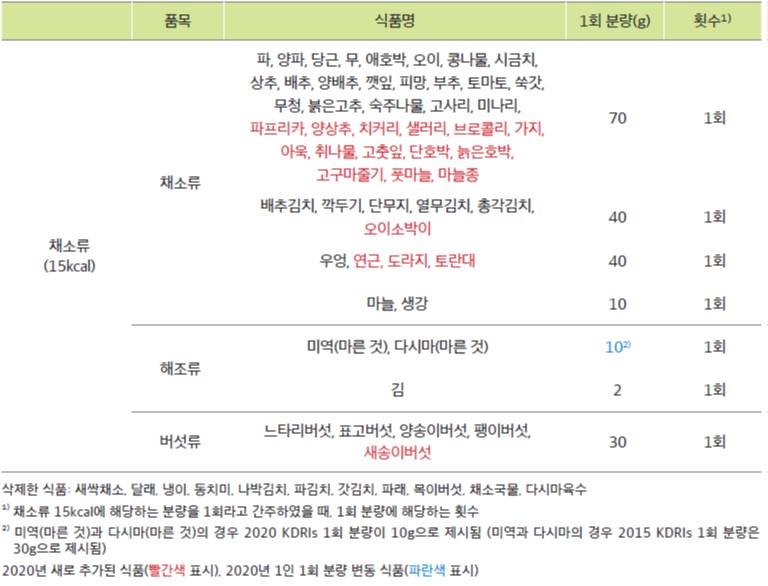 품목 식품명 1회 분량(g) 횟수1)
파, 양파, 당근, 무, 애호박, 오이, 콩나물, 시금치,
상추, 배추, 양배추, 깻잎, 피망, 부추, 토마토, 쑥갓,
무청, 붉은고추, 숙주나물, 고사리, 미나리,
파프리카, 양상추, 치커리, 샐러리, 브로콜리, 가지,
아욱, 취나물, 고춧잎, 단호박, 늙은호박,
고구마줄기, 풋마늘, 마늘종
70 1회
채소류
배추김치, 깍두기, 단무지, 열무김치, 총각김치,
오이소박이
40 1회
채소류
(15kcal)
우엉, 연근, 도라지, 토란대 40 1회
마늘, 생강 10 1회
해조류
미역(마른 것), 다시마(마른 것) 102) 1회
김 2 1회
버섯류
느타리버섯, 표고버섯, 양송이버섯, 팽이버섯,
새송이버섯
30 1회
삭제한 식품: 새싹채소, 달래, 냉이, 동치미, 나박김치, 파김치, 갓김치, 파래, 목이버섯, 채소국물, 다시마육수
1) 채소류 15kcal에 해당하는 분량을 1회라고 간주하였을 때, 1회 분량에 해당하는 횟수
2) 미역(마른 것)과 다시마(마른 것)의 경우 2020 KDRIs 1회 분량이 10g으로 제시됨 (미역과 다시마의 경우 2015 KDRIs 1회 분량은
30g으로 제시됨)
2020년 새로 추가된 식품(빨간색 표시), 2020년 1인 1회 분량 변동 식품(파란색 표시)